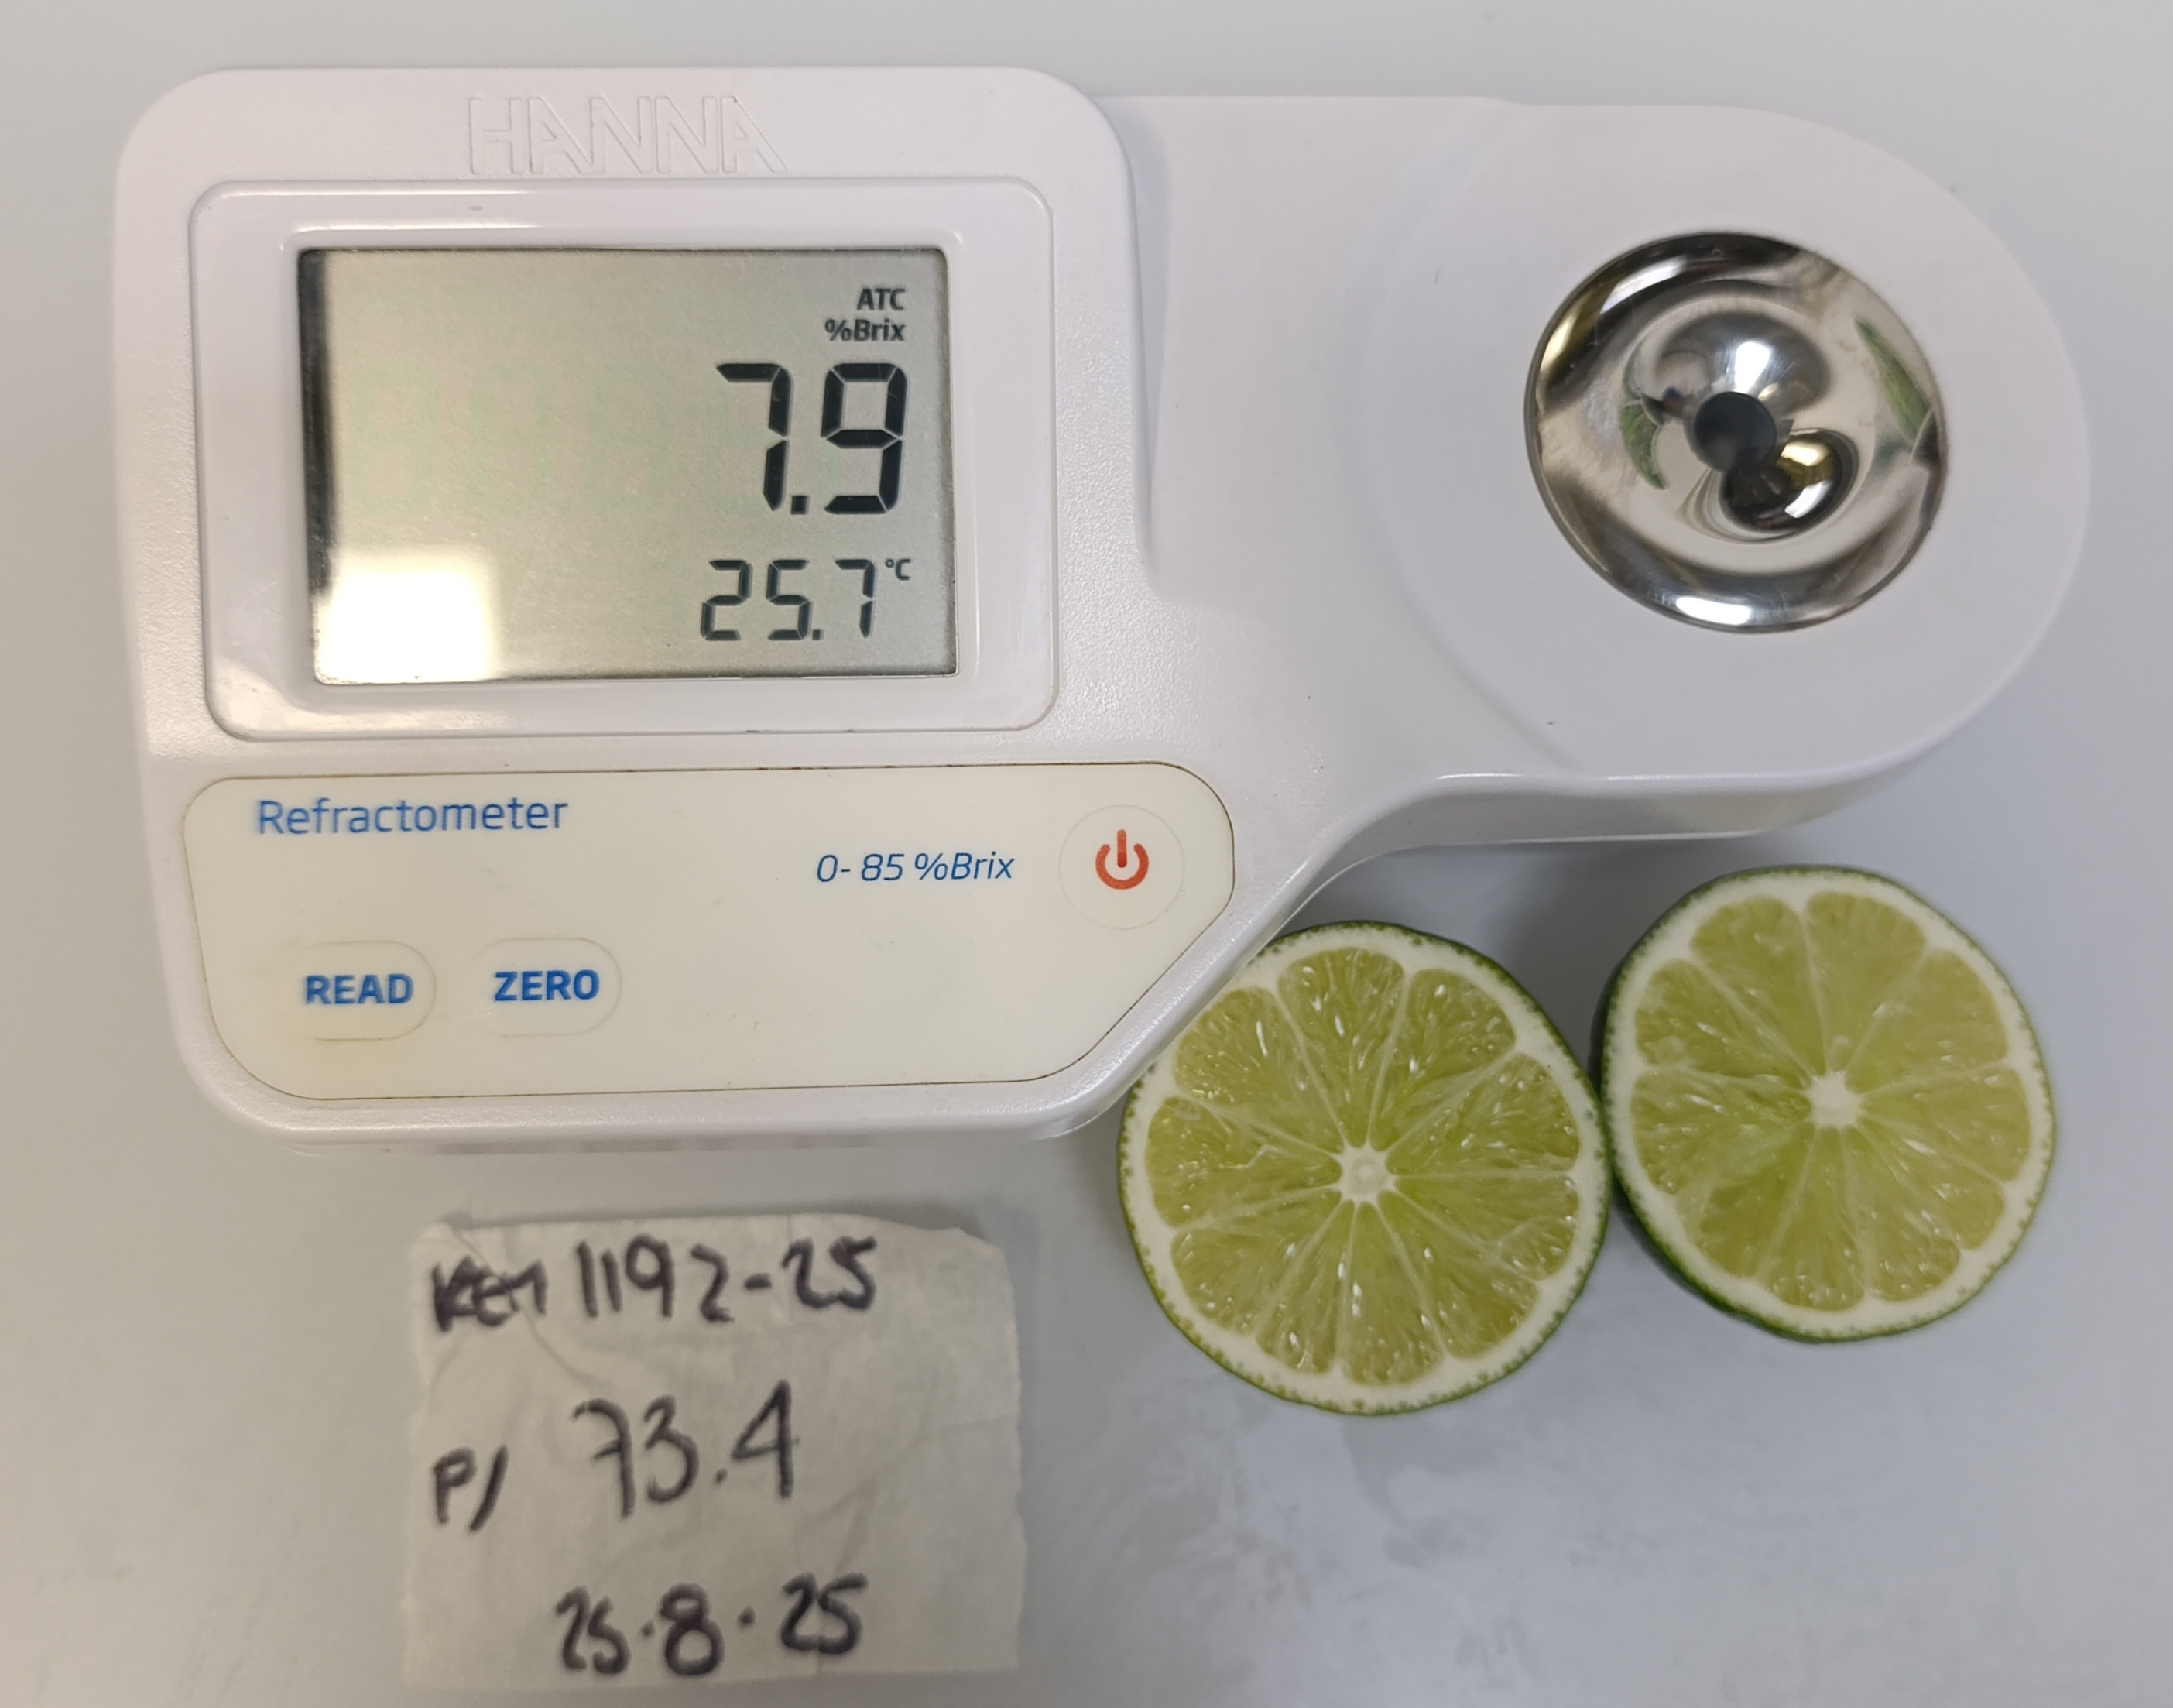 HANNA
ATC
%Brix
7.9
25.7 °C
Refractometer
0-85 %Brix
READ
ZERO
KEM 1192-25
P/ 73.4
25.8.25